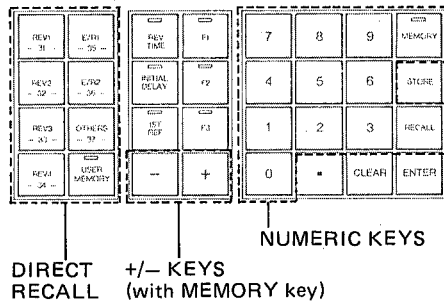 REV1 E/R1 REV TIME F1 7 8 9 MEMORY
- 31 - - 35 -
REV2 E/R2 INITIAL DELAY F2 4 5 6 STORE
- 32 - - 36 -
REV3 OTHERS 1ST REF F3 1 2 3 RECALL
- 33 - - 37 -
REV4 USER MEMORY − + 0 . CLEAR ENTER
- 34 -
NUMERIC KEYS
DIRECT +/− KEYS
RECALL (with MEMORY key)